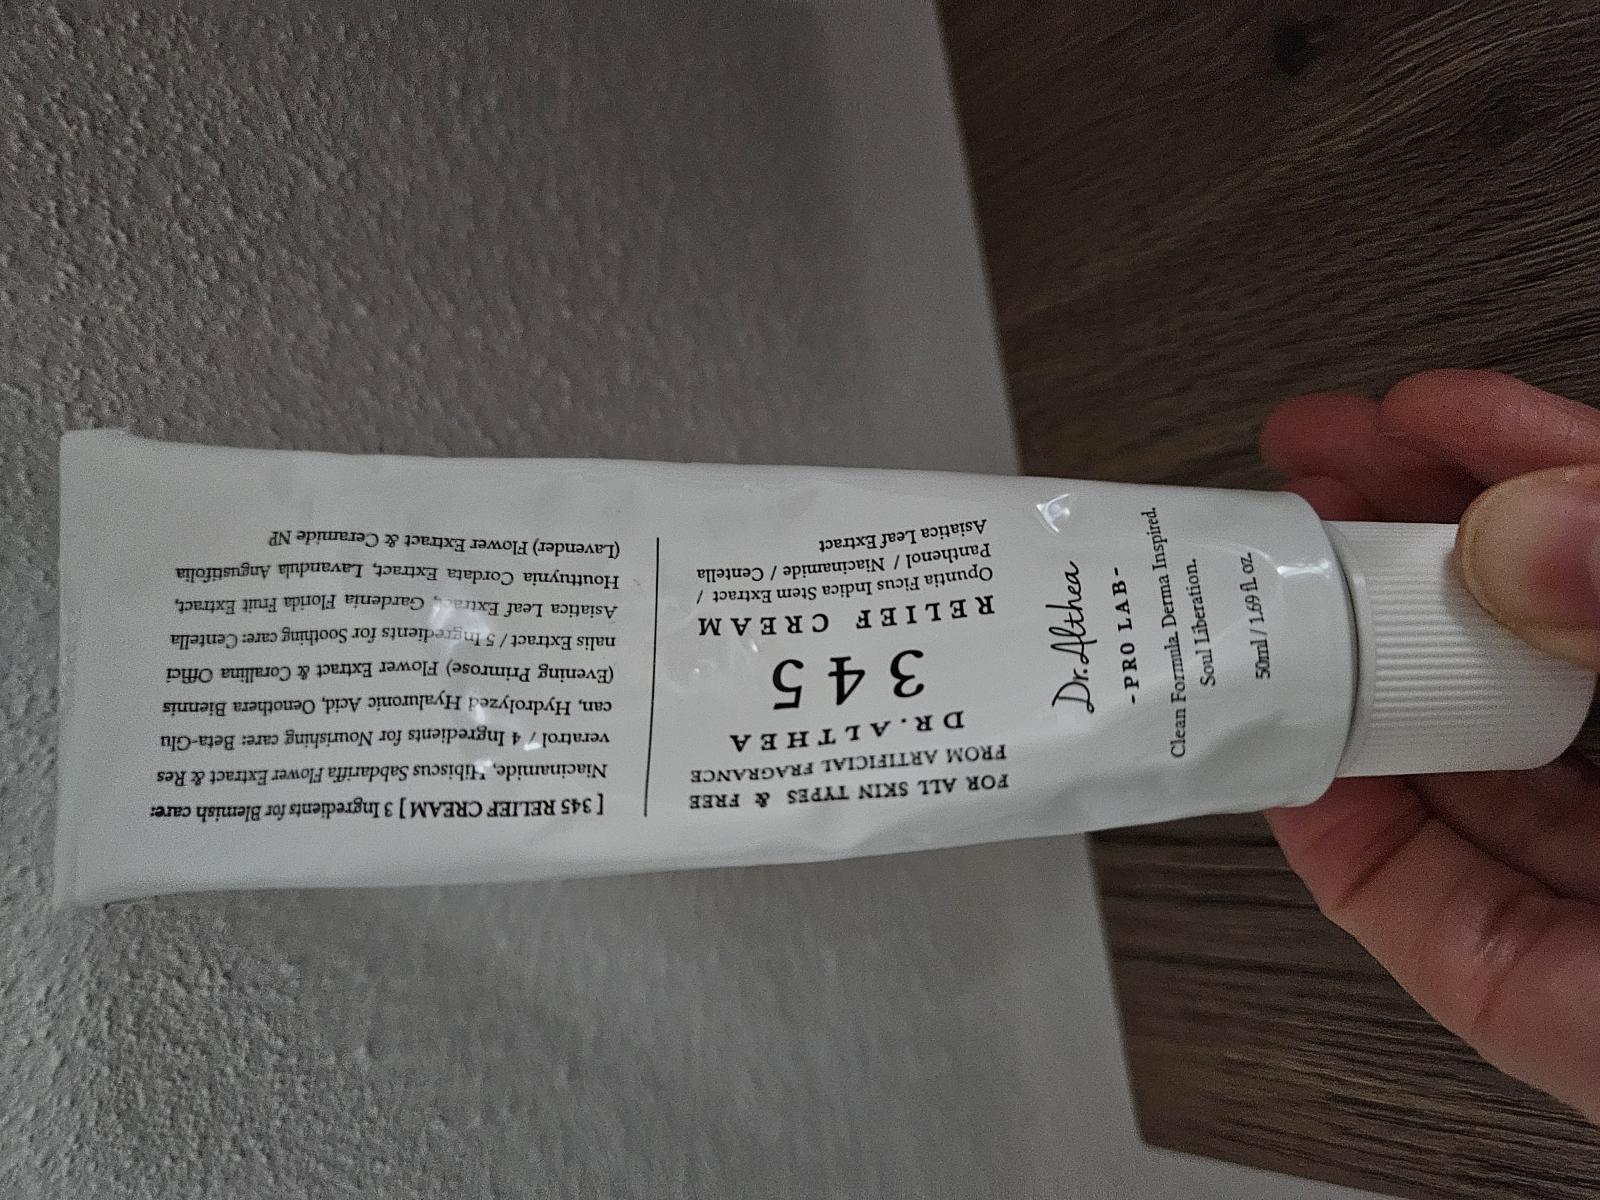 [ 345 RELIEF CREAM ] 3 Ingredients for Blemish care:
Niacinamide, Hibiscus Sabdariffa Flower Extract & Res
veratrol / 4 Ingredients for Nourishing care: Beta-Glu
can, Hydrolyzed Hyaluronic Acid, Oenothera Biennis
(Evening Primrose) Flower Extract & Corallina Offici
nalis Extract / 5 Ingredients for Soothing care: Centella
Asiatica Leaf Extract, Gardenia Florida Fruit Extract,
Houttuynia Cordata Extract, Lavandula Angustifolia
(Lavender) Flower Extract & Ceramide NP
FOR ALL SKIN TYPES & FREE
FROM ARTIFICIAL FRAGRANCE
DR. ALTHEA
345
RELIEF CREAM
Opuntia Ficus Indica Stem Extract /
Panthenol / Niacinamide / Centella
Asiatica Leaf Extract
Dr. Althea
- PRO LAB -
Clean Formula. Derma Inspired.
Soul Liberation.
50ml / 1.69 fl. oz.